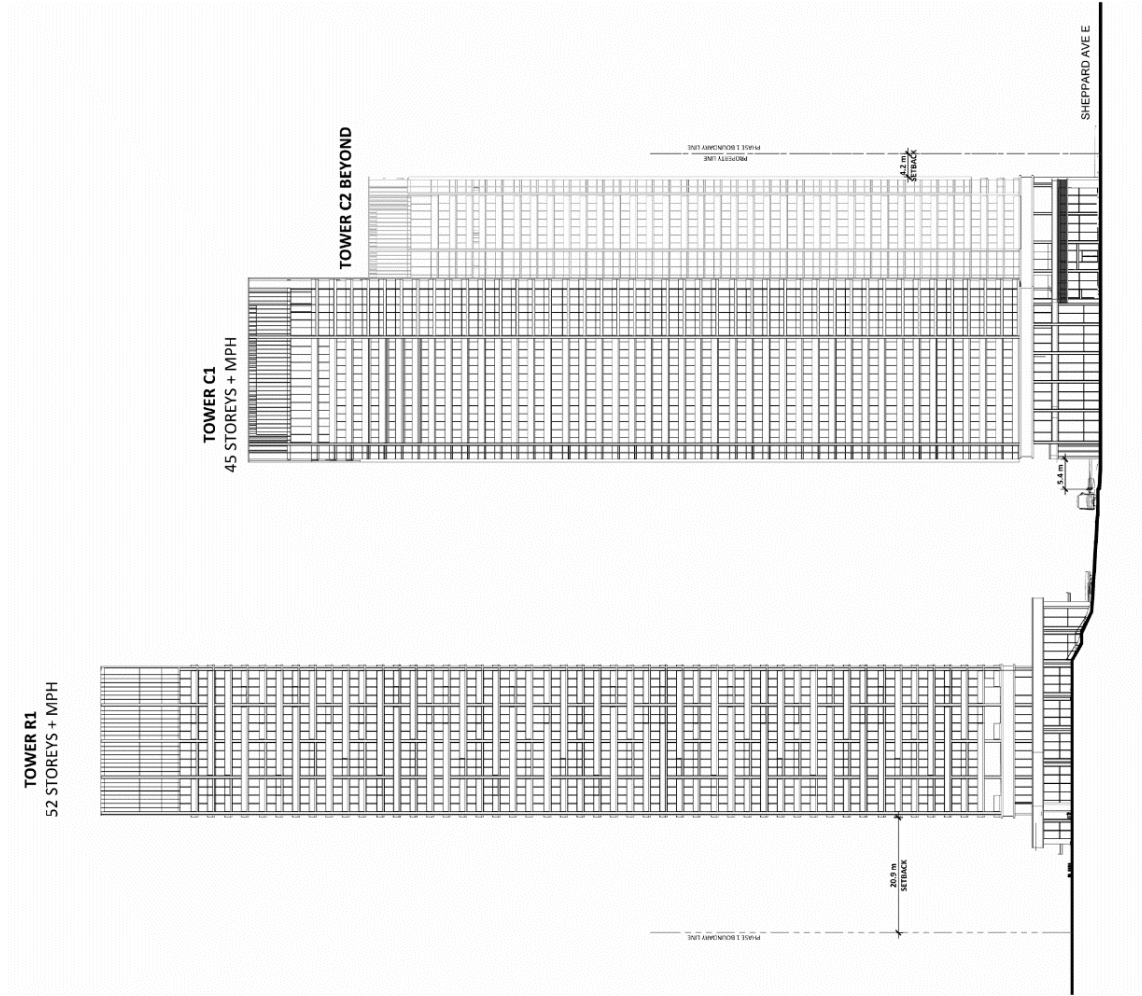 TOWER R1
52 STOREYS + MPH
TOWER C1
45 STOREYS + MPH
TOWER C2 BEYOND
PHASE 1 BOUNDARY LINE
20.9 m
SETBACK
5.4 m
PHASE 1 BOUNDARY LINE
PROPERTY LINE
4.2 m
SETBACK
SHEPPARD AVE E